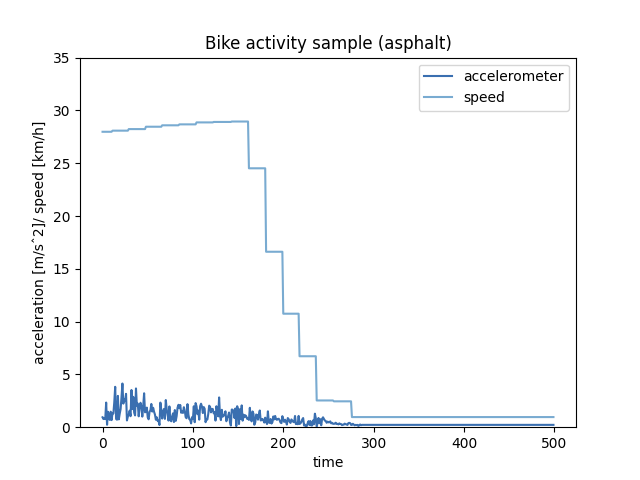 Bike activity sample (asphalt)
accelerometer
speed
acceleration [m/sˆ2]/ speed [km/h]
35
30
25
20
15
10
5
0
0 100 200 300 400 500
time